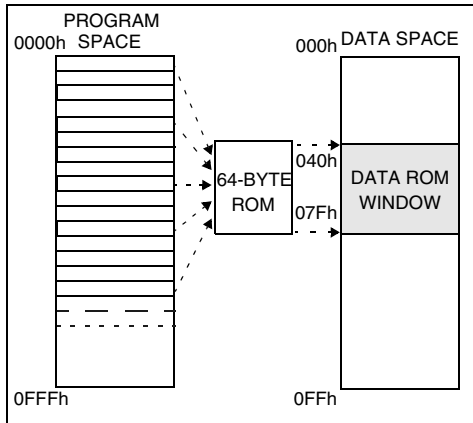 PROGRAM
SPACE
0000h
000h
DATA SPACE
64-BYTE
ROM
040h
07Fh
DATA ROM
WINDOW
0FFFh
0FFh